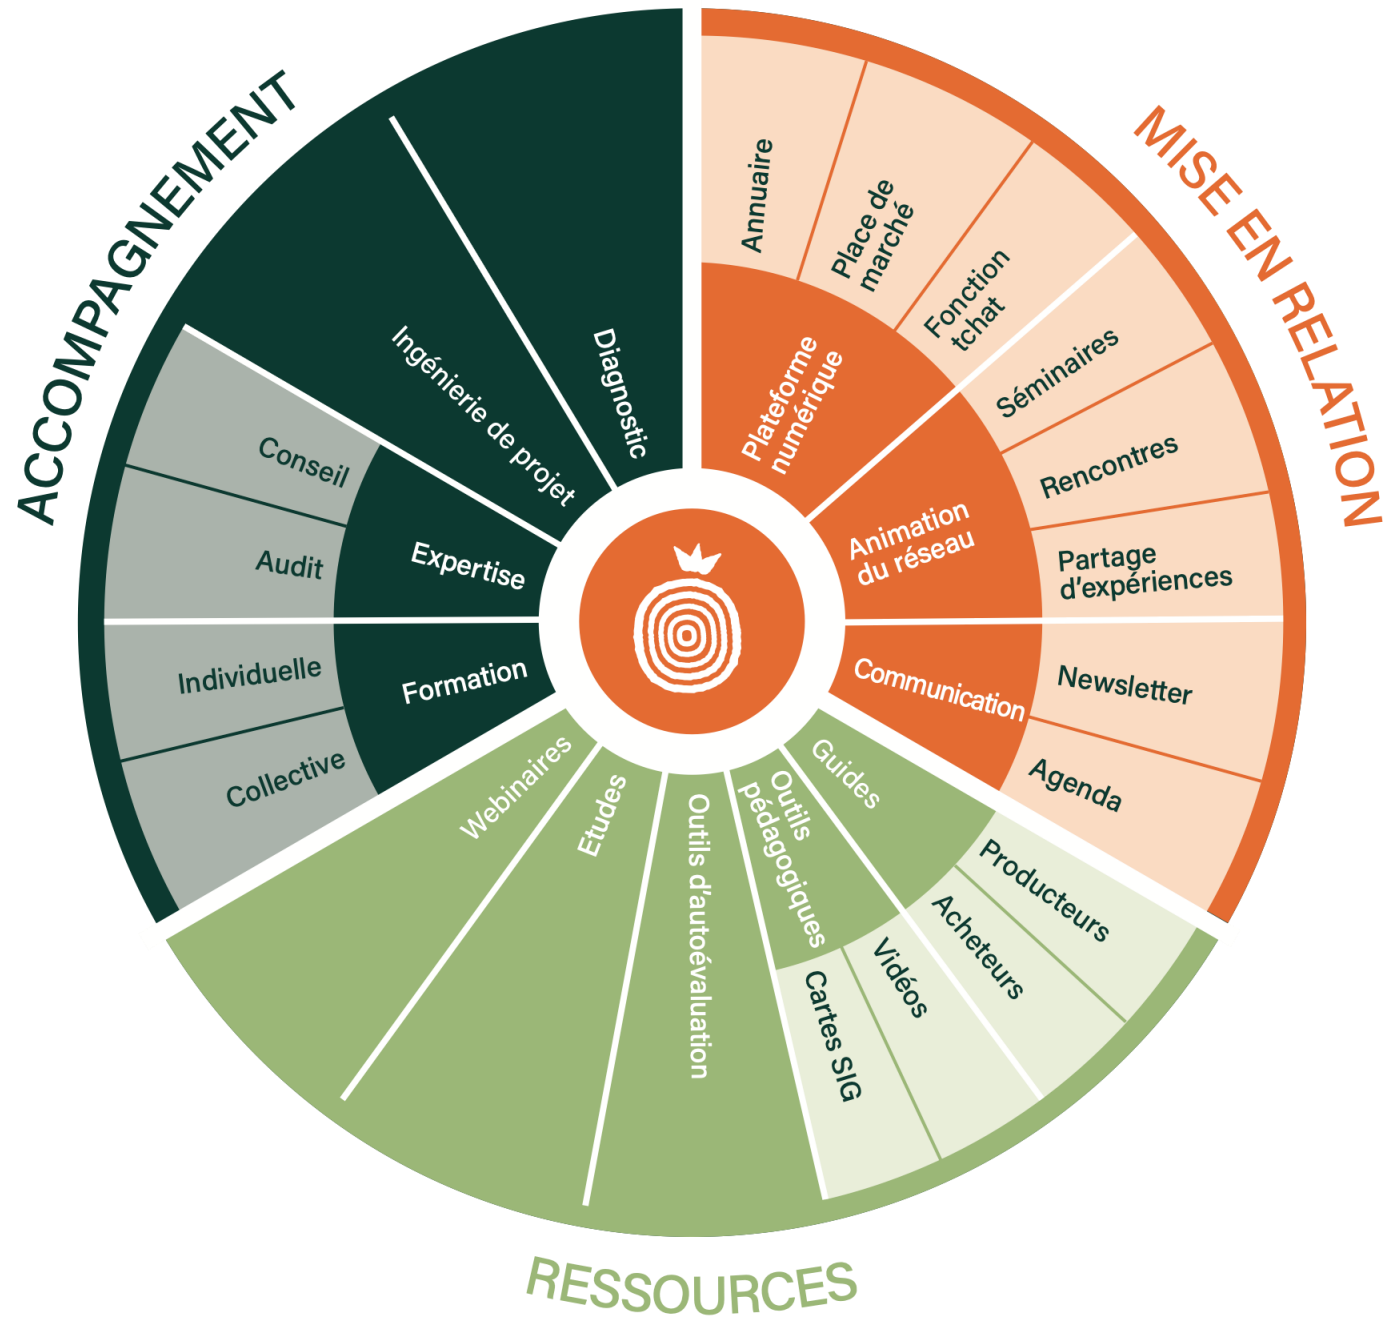 ACCOMPAGNEMENT
Diagnostic
Ingénierie de projet
Expertise
Conseil
Audit
Formation
Individuelle
Collective
MISE EN RELATION
Plateforme
numérique
Annuaire
Place de
marché
Fonction
tchat
Animation
du réseau
Séminaires
Rencontres
Partage
d'expériences
Communication
Newsletter
Agenda
RESSOURCES
Guides
Producteurs
Acheteurs
Outils
pédagogiques
Vidéos
Cartes SIG
Outils d'autoévaluation
Etudes
Webinaires